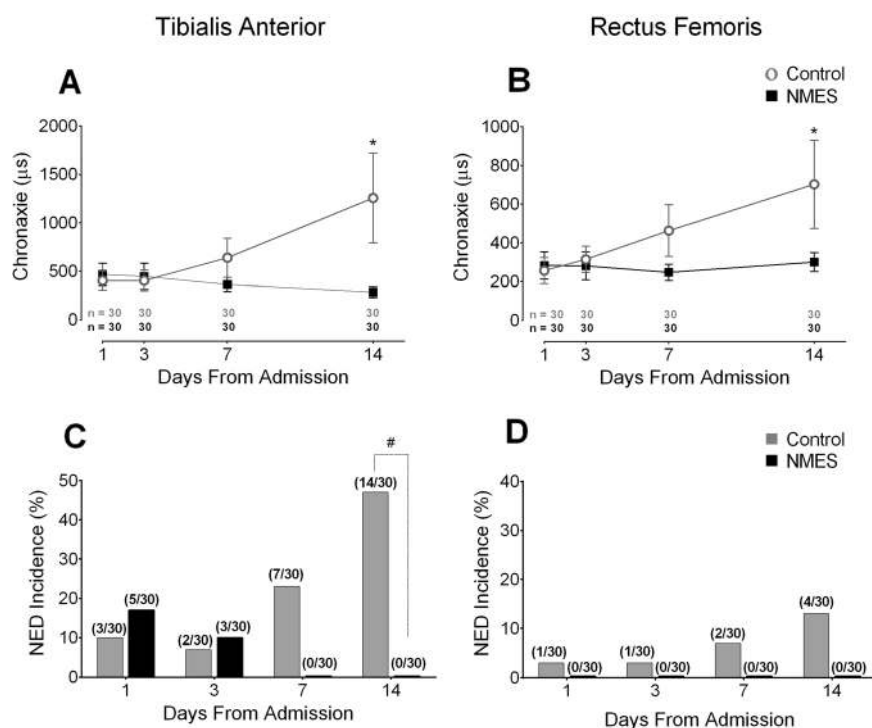 Tibialis Anterior
Rectus Femoris
A
Chronaxie (μs)
2000
1500
1000
500
0
*
n = 30 30 30 30
n = 30 30 30 30
1 3 7 14
Days From Admission
B
Control
NMES
Chronaxie (μs)
1000
800
600
400
200
0
*
n = 30 30 30 30
n = 30 30 30 30
1 3 7 14
Days From Admission
C
NED Incidence (%)
50
40
30
20
10
0
#
(3/30) (5/30) (2/30) (3/30) (7/30) (0/30) (14/30) (0/30)
1 3 7 14
Days From Admission
D
Control
NMES
NED Incidence (%)
40
30
20
10
0
(1/30) (0/30) (1/30) (0/30) (2/30) (0/30) (4/30) (0/30)
1 3 7 14
Days From Admission